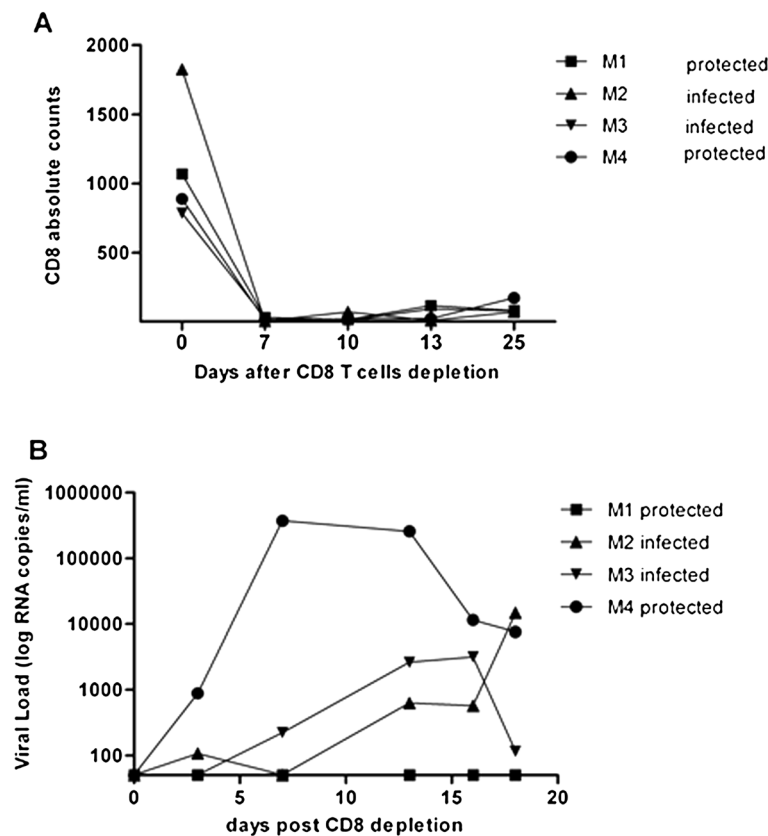 A
CD8 absolute counts
2000
1500
1000
500
0 7 10 13 25
Days after CD8 T cells depletion
M1 protected
M2 infected
M3 infected
M4 protected
B
Viral Load (log RNA copies/ml)
1000000
100000
10000
1000
100
0 5 10 15 20
days post CD8 depletion
M1 protected
M2 infected
M3 infected
M4 protected